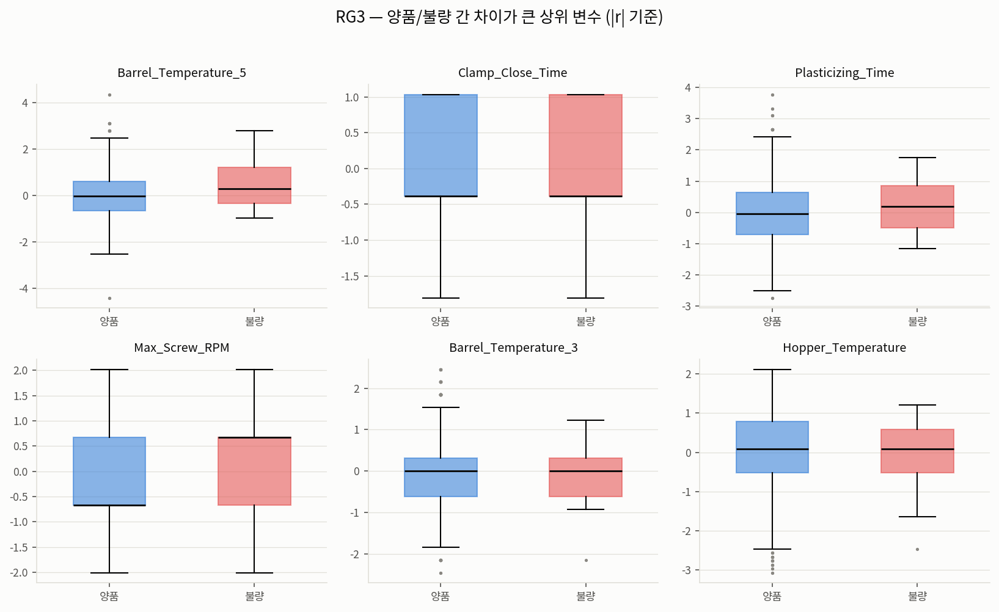 RG3 — 양품/불량 간 차이가 큰 상위 변수 (|r| 기준)
Barrel_Temperature_5
4
2
0
-2
-4
양품
불량
Clamp_Close_Time
1.0
0.5
0.0
-0.5
-1.0
-1.5
양품
불량
Plasticizing_Time
4
3
2
1
0
-1
-2
-3
양품
불량
Max_Screw_RPM
2.0
1.5
1.0
0.5
0.0
-0.5
-1.0
-1.5
-2.0
양품
불량
Barrel_Temperature_3
2
1
0
-1
-2
양품
불량
Hopper_Temperature
2
1
0
-1
-2
-3
양품
불량